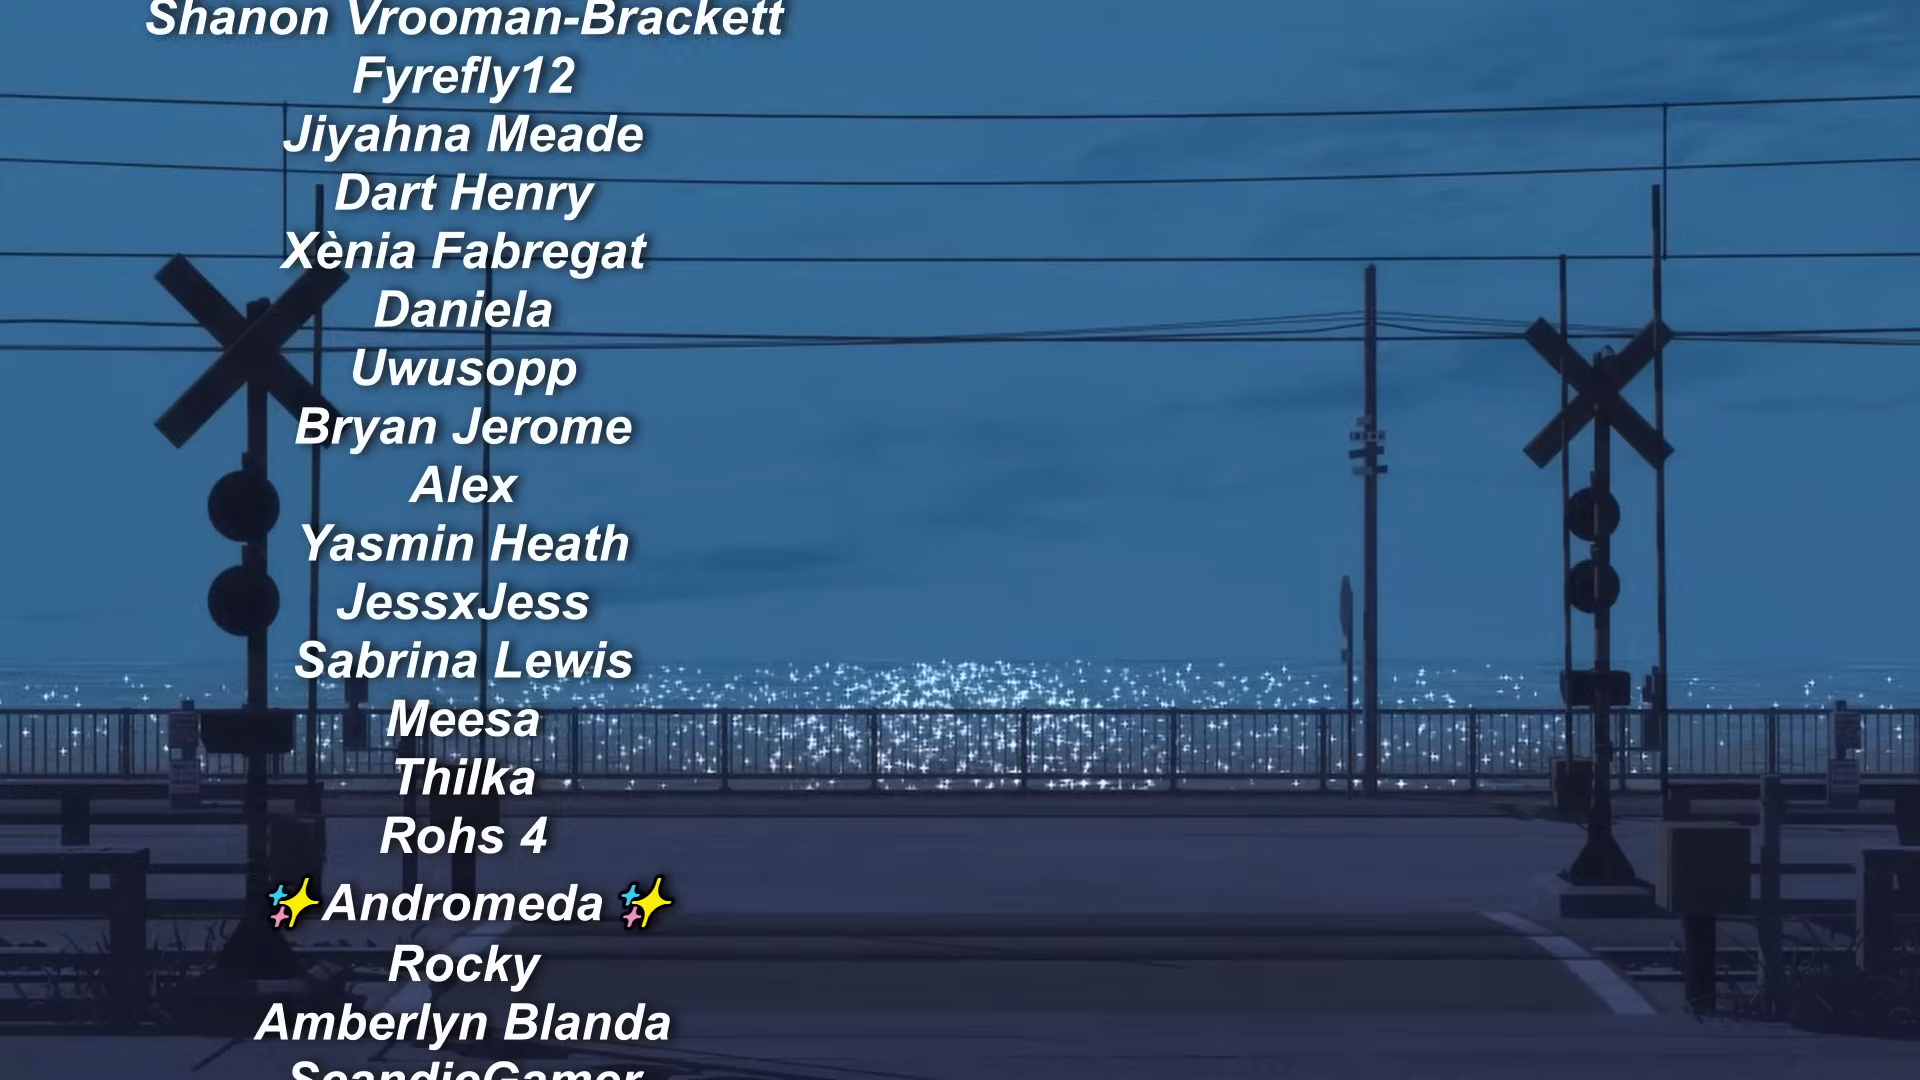 Shanon Vrooman-Brackett
Fyrefly12
Jiyahna Meade
Dart Henry
Xènia Fabregat
Daniela
Uwusopp
Bryan Jerome
Alex
Yasmin Heath
JessxJess
Sabrina Lewis
Meesa
Thilka
Rohs 4
✨Andromeda ✨
Rocky
Amberlyn Blanda
ScandieGamer